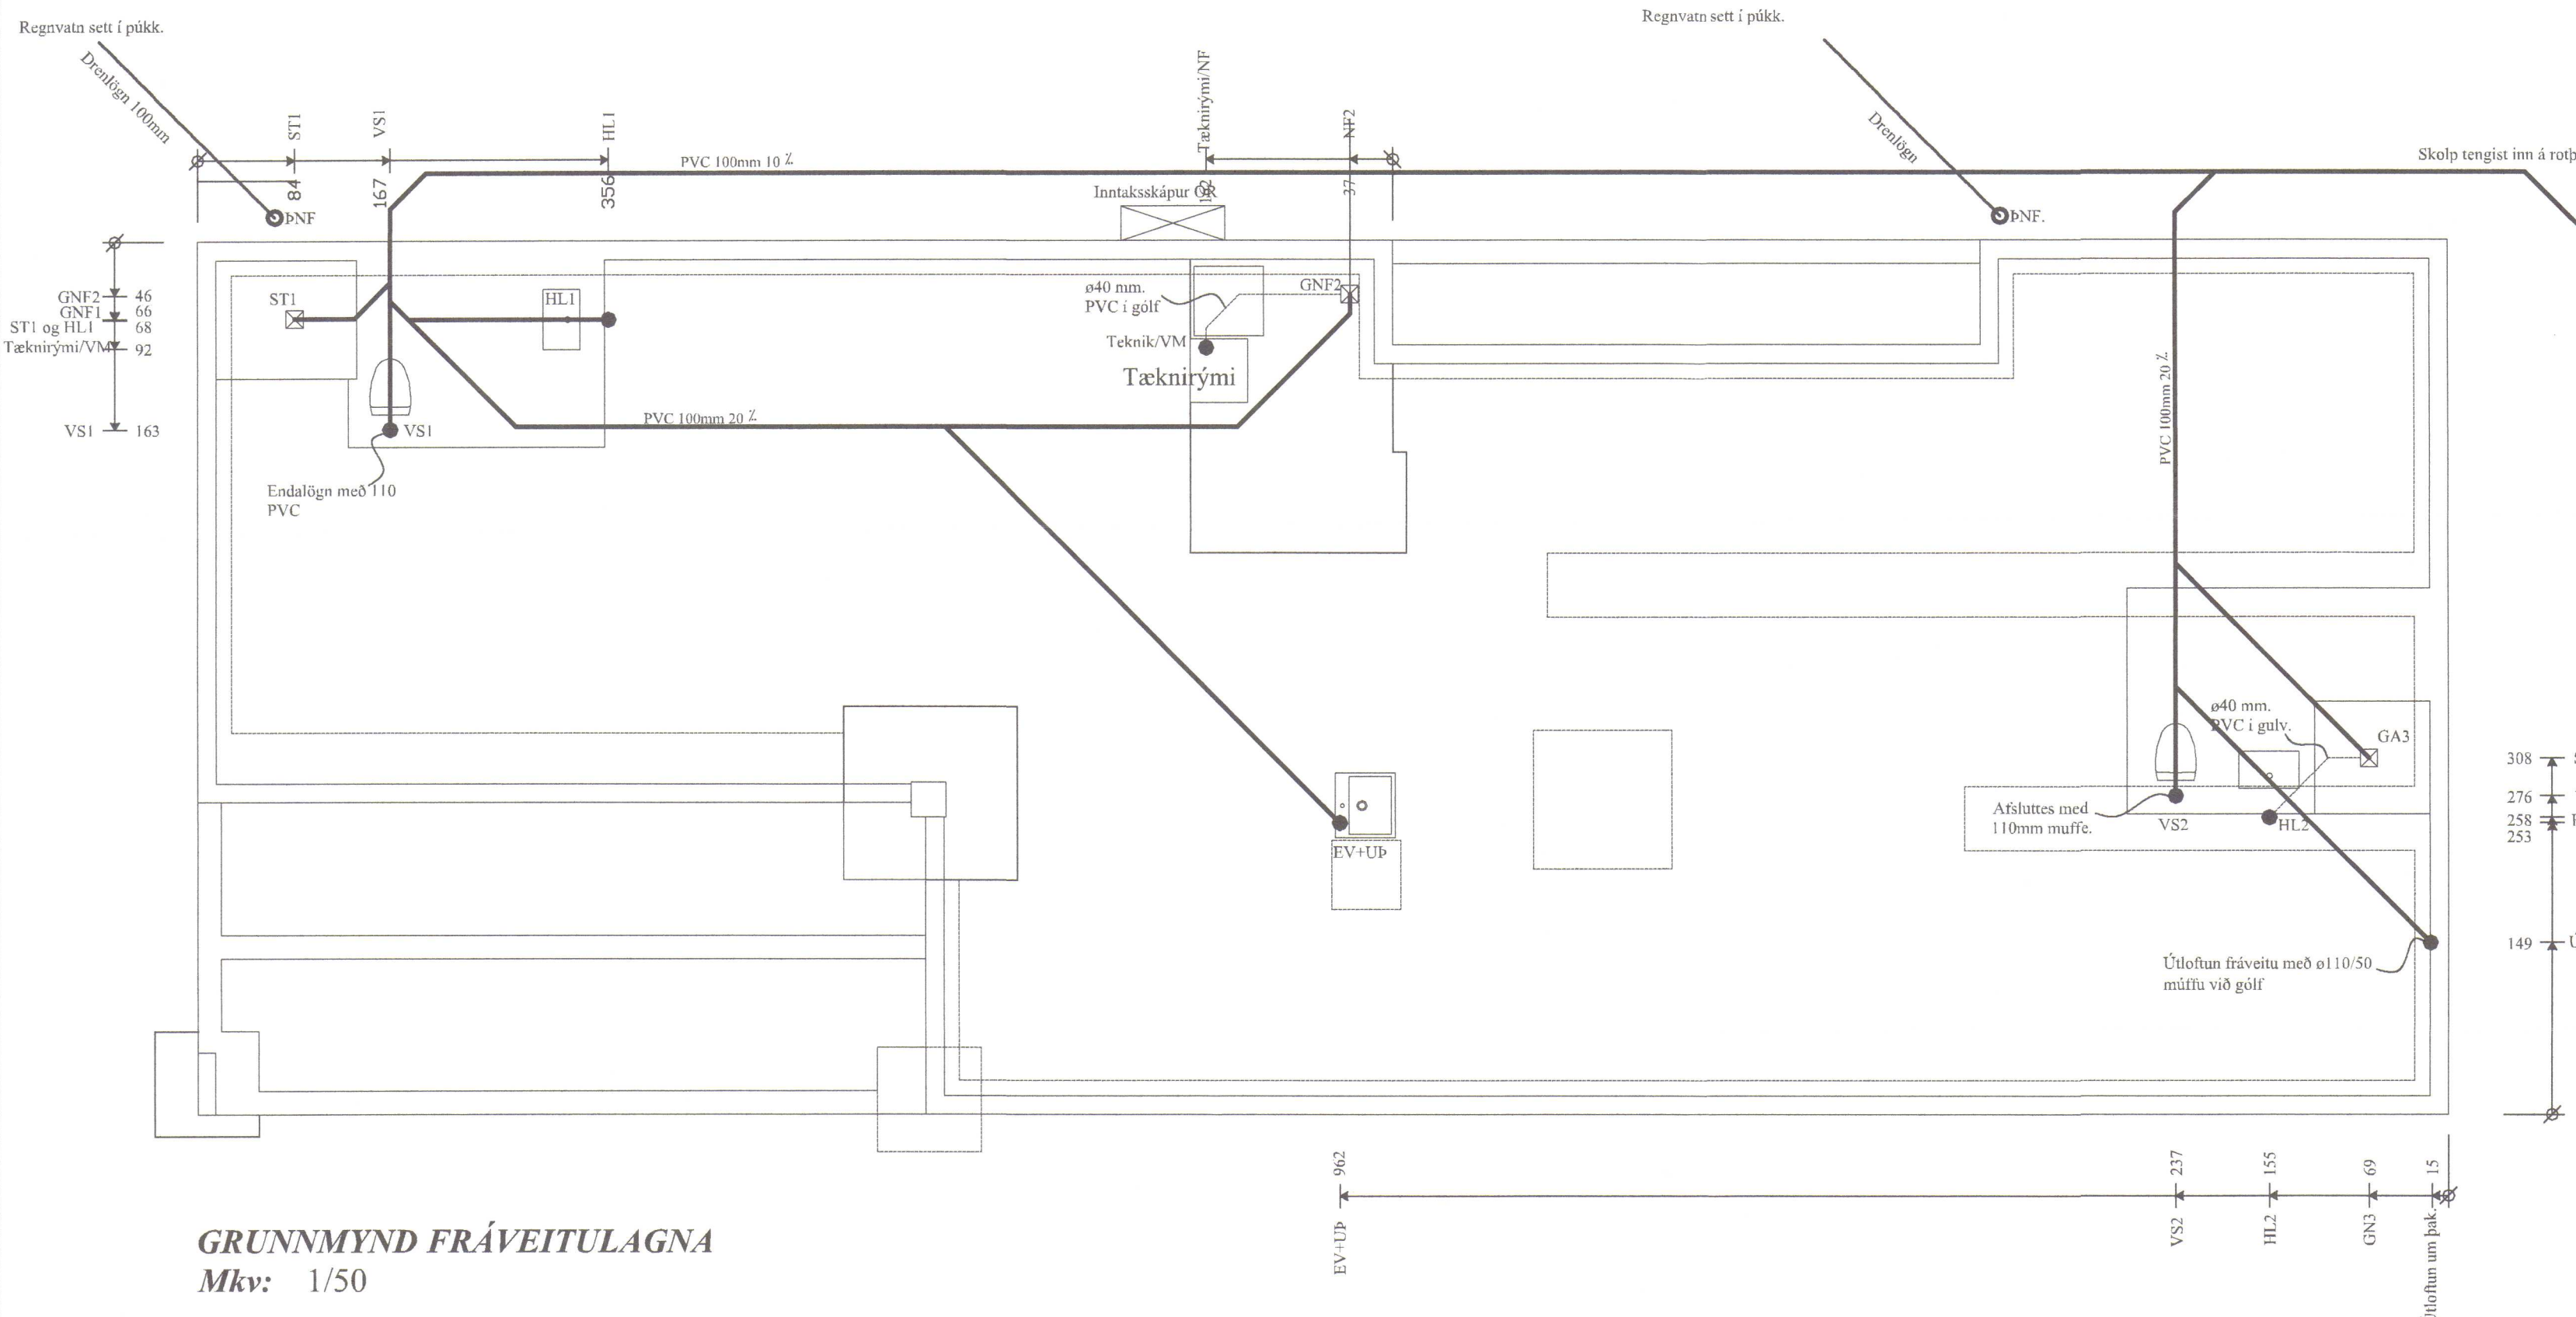 Regnvatn sett í púkk.
Drenlögn 100mm
ST1
VS1
HL1
84
167
356
PVC 100mm 10 ٪
Tæknirými/NF
NF2
37
Inntaksskápur OR
Regnvatn sett í púkk.
Drenlögn
Skolp tengist inn á rotþ
ÞNF
ÞNF.
GNF2 46
GNF1 66
ST1 og HL1 68
Tæknirými/VM 92
VS1 163
ST1
HL1
VS1
Endalögn með 110
PVC
PVC 100mm 20 ٪
ø40 mm.
PVC í gólf
GNF2
Teknik/VM
Tæknirými
PVC 100mm 20 ٪
EV+UÞ
ø40 mm.
PVC i gulv.
GA3
Afsluttes med
110mm muffe.
VS2
HL2
Útloftun fráveitu með ø110/50
múffu við gólf
308
276
258
253
149
962
237
155
69
15
EV+UÞ
VS2
HL2
GN3
tloftun um þak.
GRUNNMYND FRÁVEITULAGNA
Mkv: 1/50